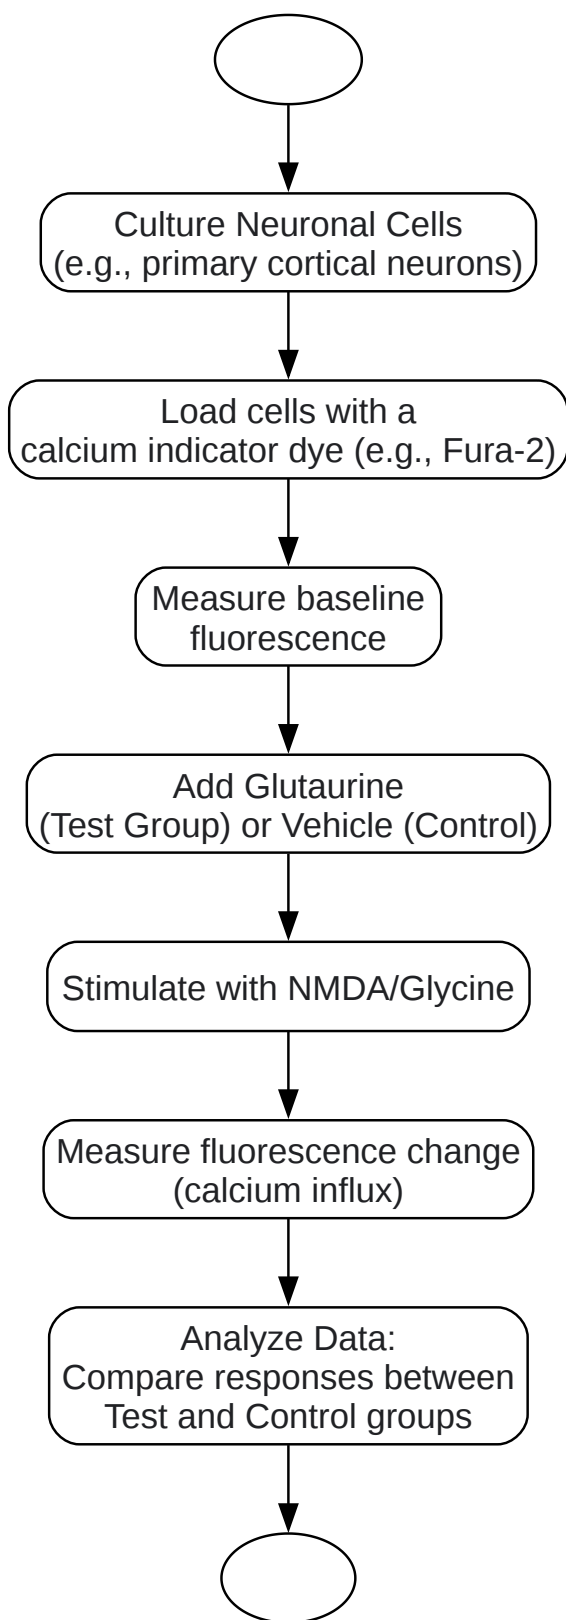 Culture Neuronal Cells
(e.g., primary cortical neurons)
Load cells with a
calcium indicator dye (e.g., Fura-2)
Measure baseline
fluorescence
Add Glutaurine
(Test Group) or Vehicle (Control)
Stimulate with NMDA/Glycine
Measure fluorescence change
(calcium influx)
Analyze Data:
Compare responses between
Test and Control groups